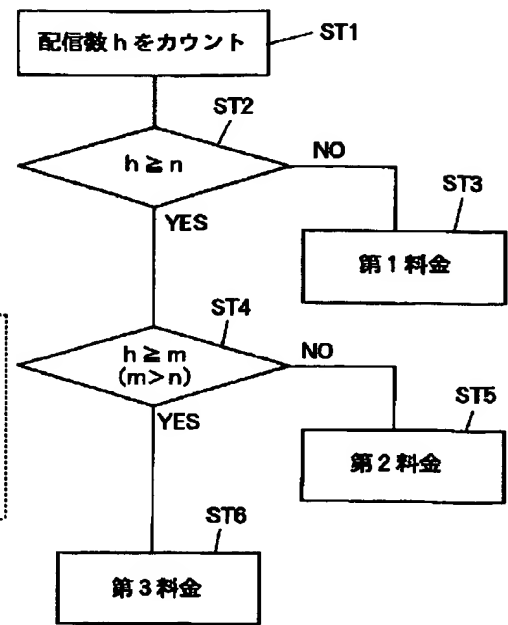 配信数 h をカウント
ST1
ST2
h ≧ n
NO
ST3
YES
第1料金
ST4
h ≧ m
(m>n)
NO
ST5
YES
第2料金
ST6
第3料金